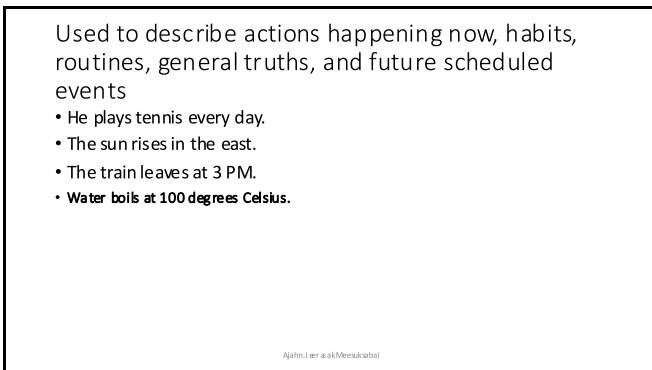 Used to describe actions happening now, habits,
routines, general truths, and future scheduled
events
• He plays tennis every day.
• The sun rises in the east.
• The train leaves at 3 PM.
• Water boils at 100 degrees Celsius.
Ajahn.Jeerasak Meesuksabai